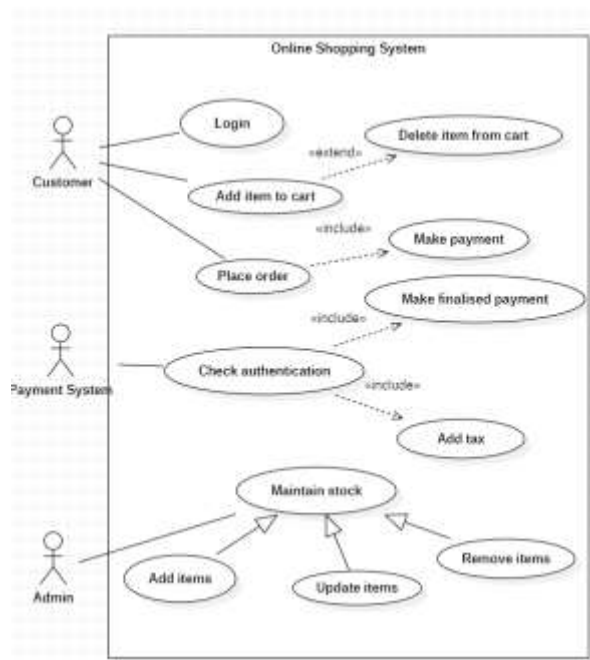 Online Shopping System
Login
Delete item from cart
«extend»
Customer
Add item to cart
«include»
Make payment
Place order
Make finalised payment
«include»
Check authentication
«include»
Payment System
Add tax
Maintain stock
Remove items
Add items
Update items
Admin